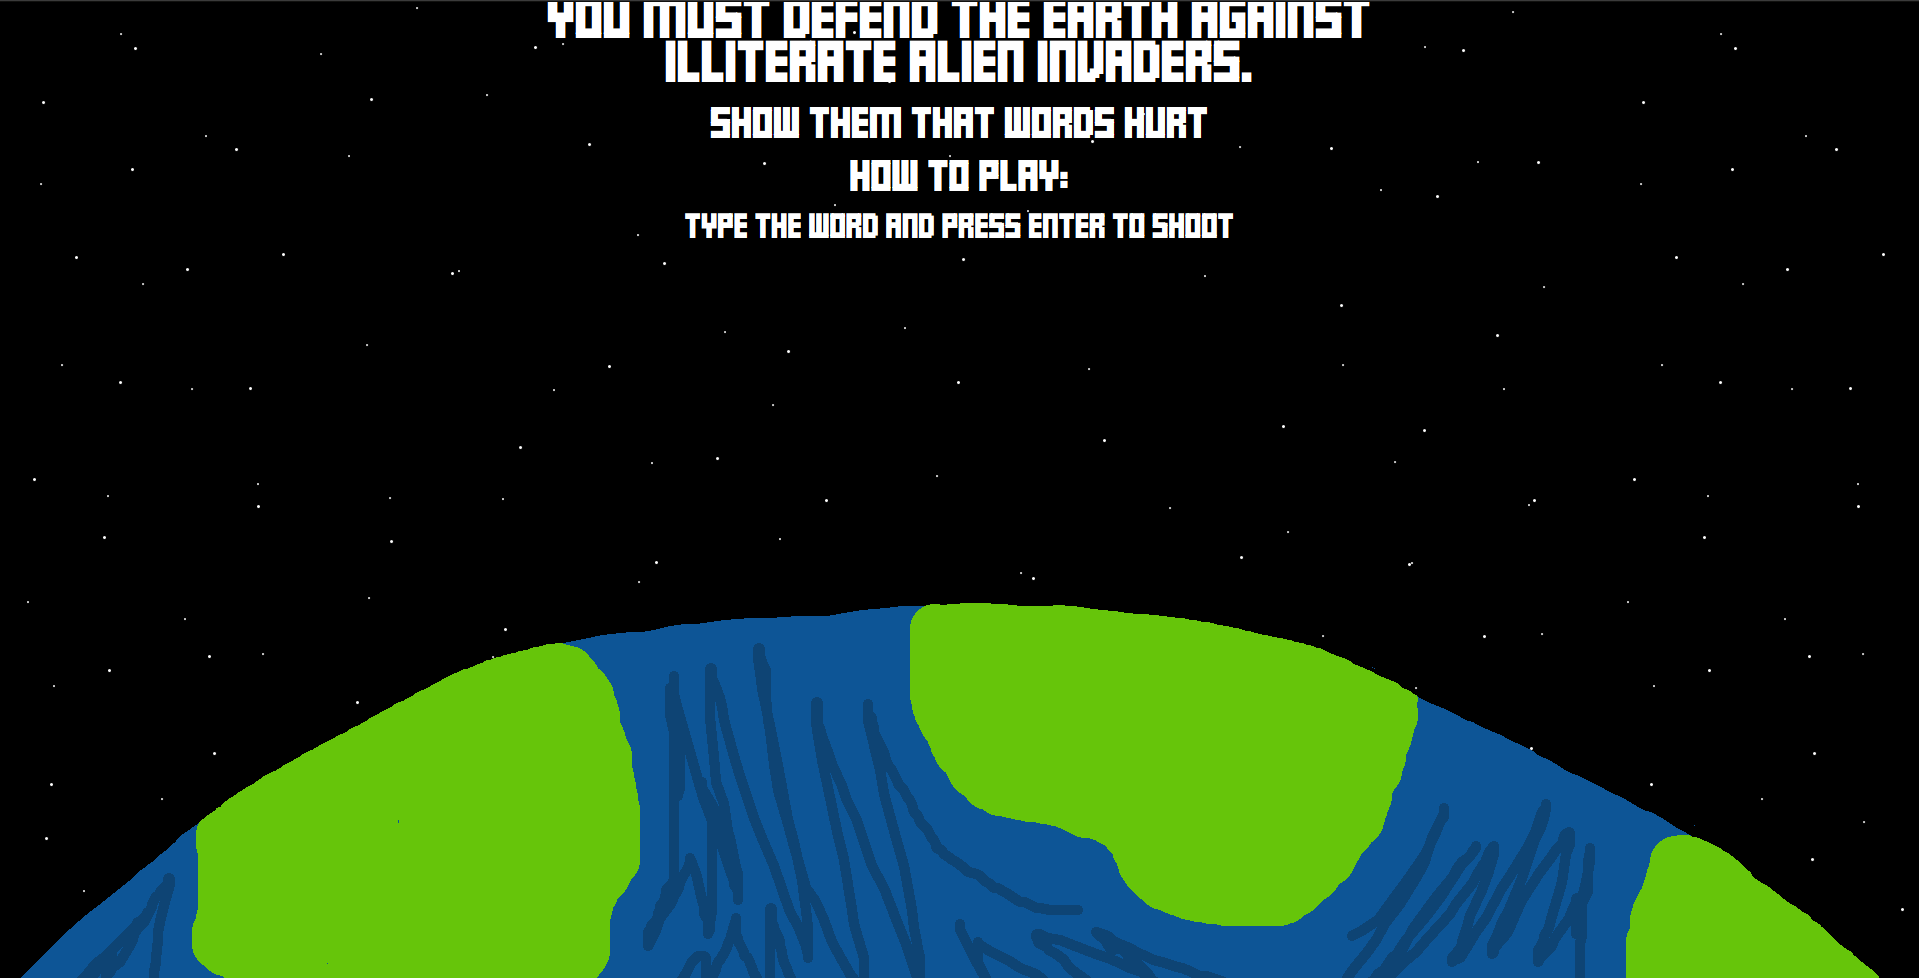 YOU MUST DEFEND THE EARTH AGAINST
ILLITERATE ALIEN INVADERS.
SHOW THEM THAT WORDS HURT
HOW TO PLAY:
TYPE THE WORD AND PRESS ENTER TO SHOOT